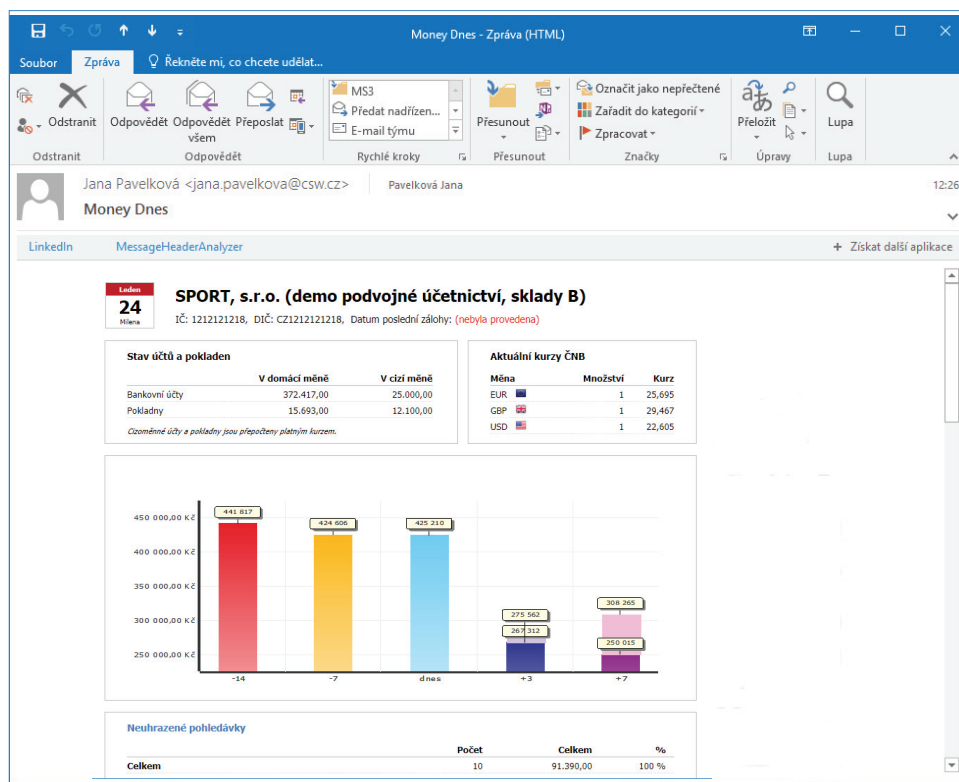 Money Dnes - Zpráva (HTML)
Soubor Zpráva Řekněte mi, co chcete udělat...
Odstranit
Odpovědět Odpovědět všem Přeposlat
MS3
Předat nadřízen...
E-mail týmu
Přesunout
Označit jako nepřečtené
Zařadit do kategorií
Zpracovat
Přeložit
Lupa
Odstranit Odpovědět Rychlé kroky Přesunout Značky Úpravy Lupa
Jana Pavelková <jana.pavelkova@csw.cz> Pavelková Jana 12:26
Money Dnes
LinkedIn MessageHeaderAnalyzer + Získat další aplikace
Leden
24
Milena
SPORT, s.r.o. (demo podvojné účetnictví, sklady B)
IČ: 1212121218, DIČ: CZ1212121218, Datum poslední zálohy: (nebyla provedena)
Stav účtů a pokladen
V domácí měně V cizí měně
Bankovní účty 372.417,00 25.000,00
Pokladny 15.693,00 12.100,00
Cizoměnné účty a pokladny jsou přepočteny platným kurzem.
Aktuální kurzy ČNB
Měna Množství Kurz
EUR 1 25,695
GBP 1 29,467
USD 1 22,605
441 817
424 606
425 210
275 562
267 312
308 265
250 015
450 000,00 Kč
400 000,00 Kč
350 000,00 Kč
300 000,00 Kč
250 000,00 Kč
-14 -7 dnes +3 +7
Neuhrazené pohledávky
Počet Celkem %
Celkem 10 91.390,00 100 %